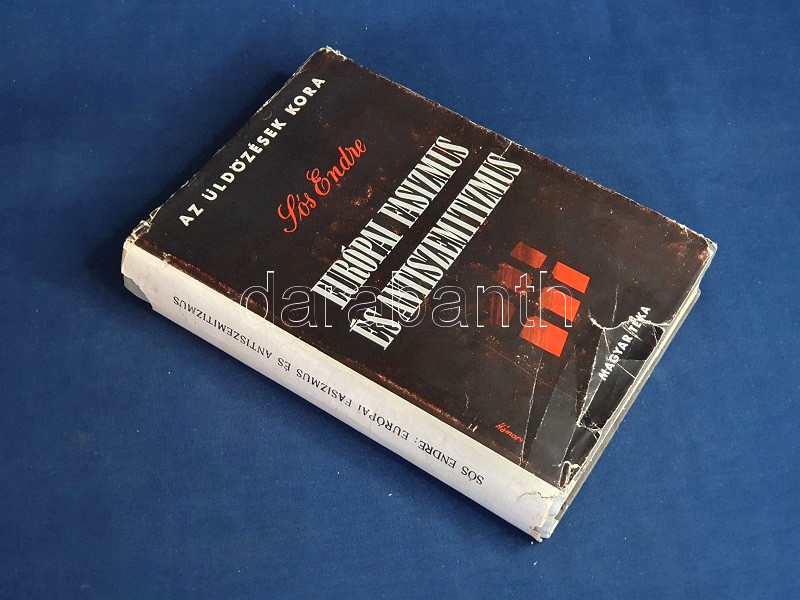 AZ ÜLDÖZÉSEK KORA
Sós Endre
EURÓPAI FASIZMUS
ÉS ANTISZEMITIZMUS
MAGYAR TÉKA
SÓS ENDRE: EURÓPAI FASIZMUS ÉS ANTISZEMITIZMUS
darabanth